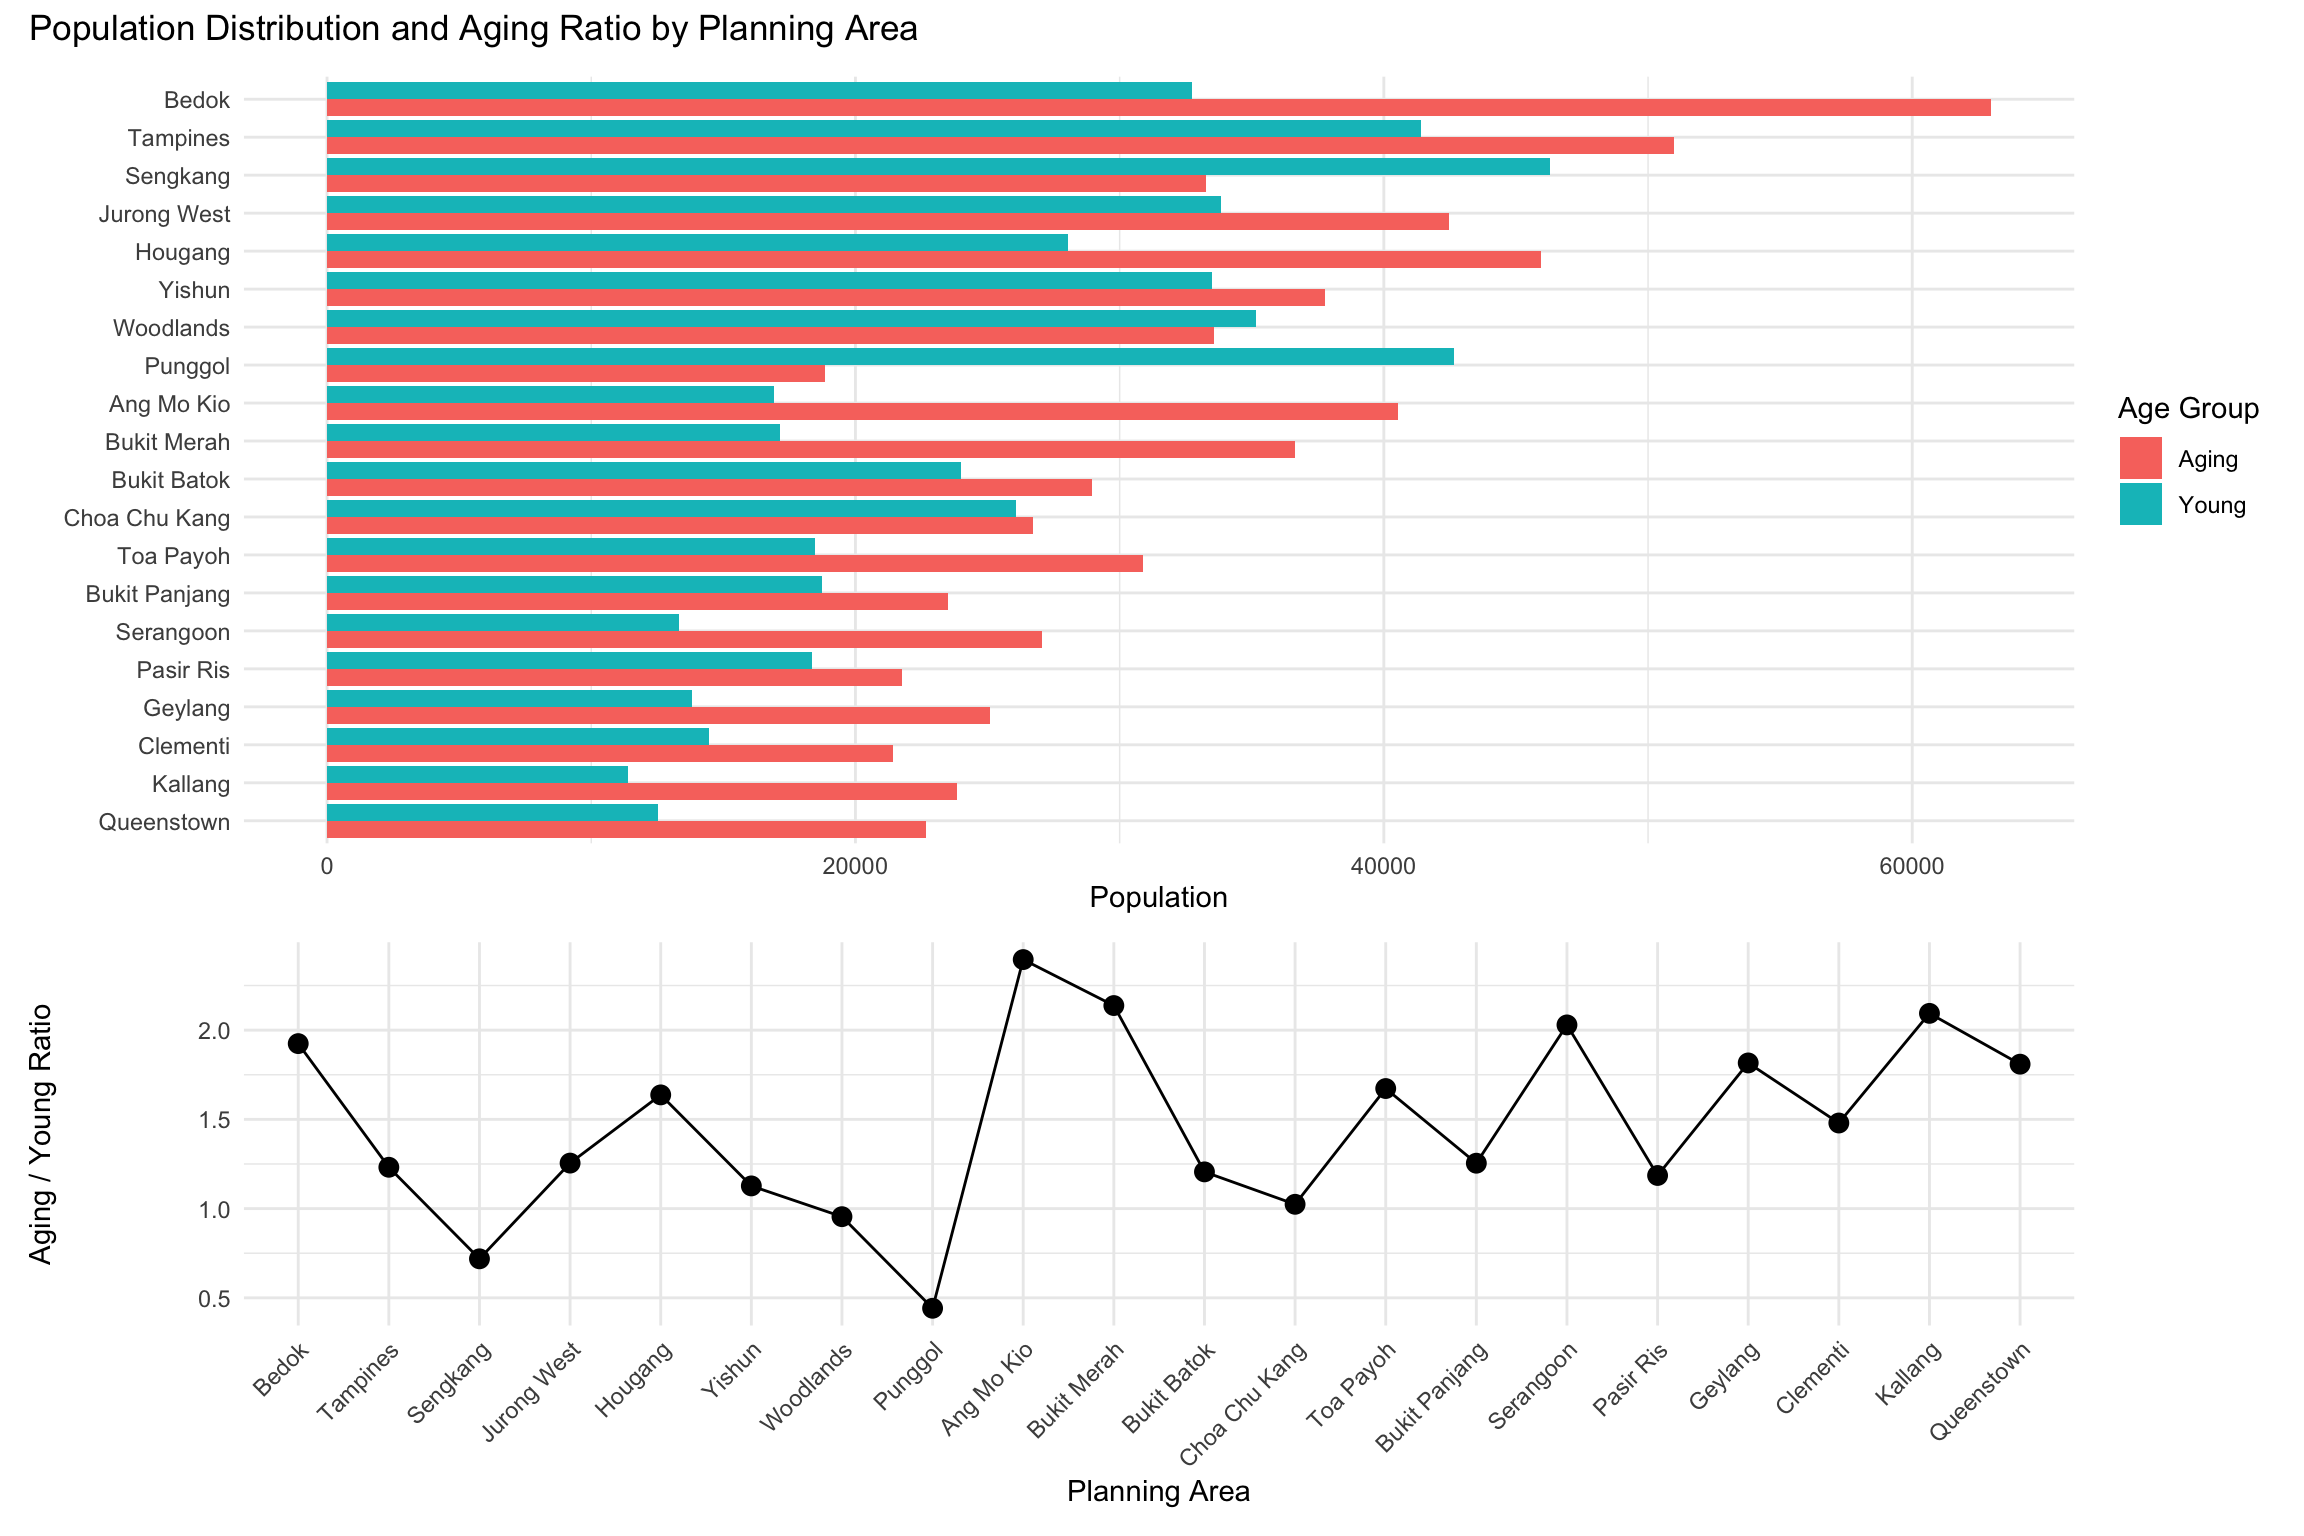 Population Distribution and Aging Ratio by Planning Area
Bedok
Tampines
Sengkang
Jurong West
Hougang
Yishun
Woodlands
Punggol
Ang Mo Kio
Bukit Merah
Bukit Batok
Choa Chu Kang
Toa Payoh
Bukit Panjang
Serangoon
Pasir Ris
Geylang
Clementi
Kallang
Queenstown
0 20000 40000 60000
Population
Age Group
Aging
Young
Aging / Young Ratio
2.0
1.5
1.0
0.5
Bedok Tampines Sengkang Jurong West Hougang Yishun Woodlands Punggol Ang Mo Kio Bukit Merah Bukit Batok Choa Chu Kang Toa Payoh Bukit Panjang Serangoon Pasir Ris Geylang Clementi Kallang Queenstown
Planning Area